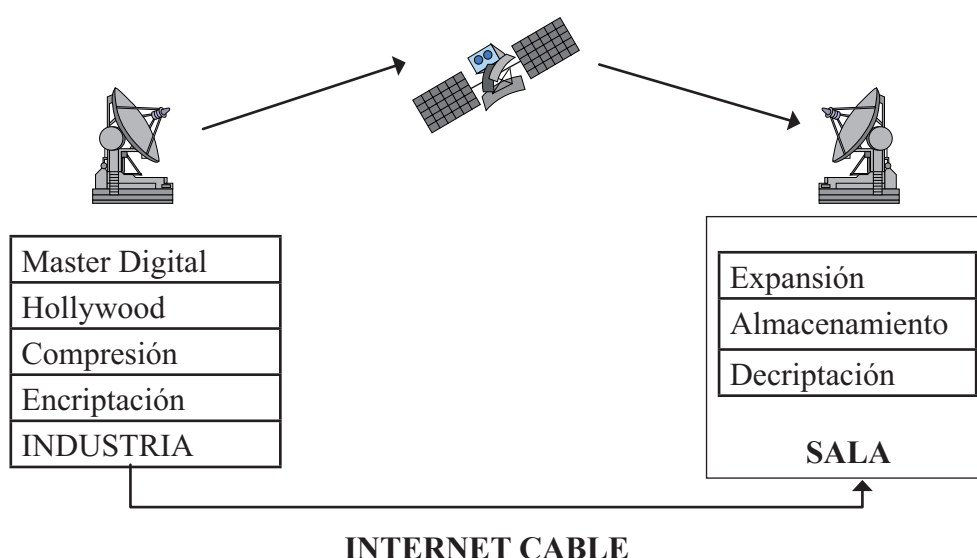 Master Digital
Hollywood
Compresión
Encriptación
INDUSTRIA
Expansión
Almacenamiento
Decriptación
SALA
INTERNET CABLE